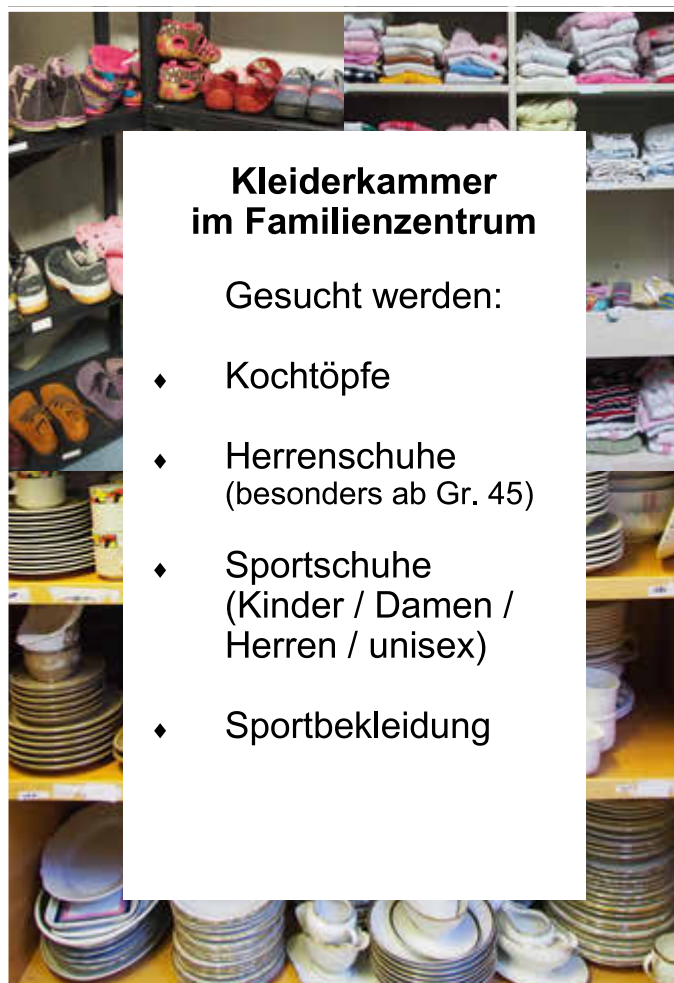 Kleiderkammer
im Familienzentrum
Gesucht werden:
♦ Kochtöpfe
♦ Herrenschuhe
(besonders ab Gr. 45)
♦ Sportschuhe
(Kinder / Damen /
Herren / unisex)
♦ Sportbekleidung